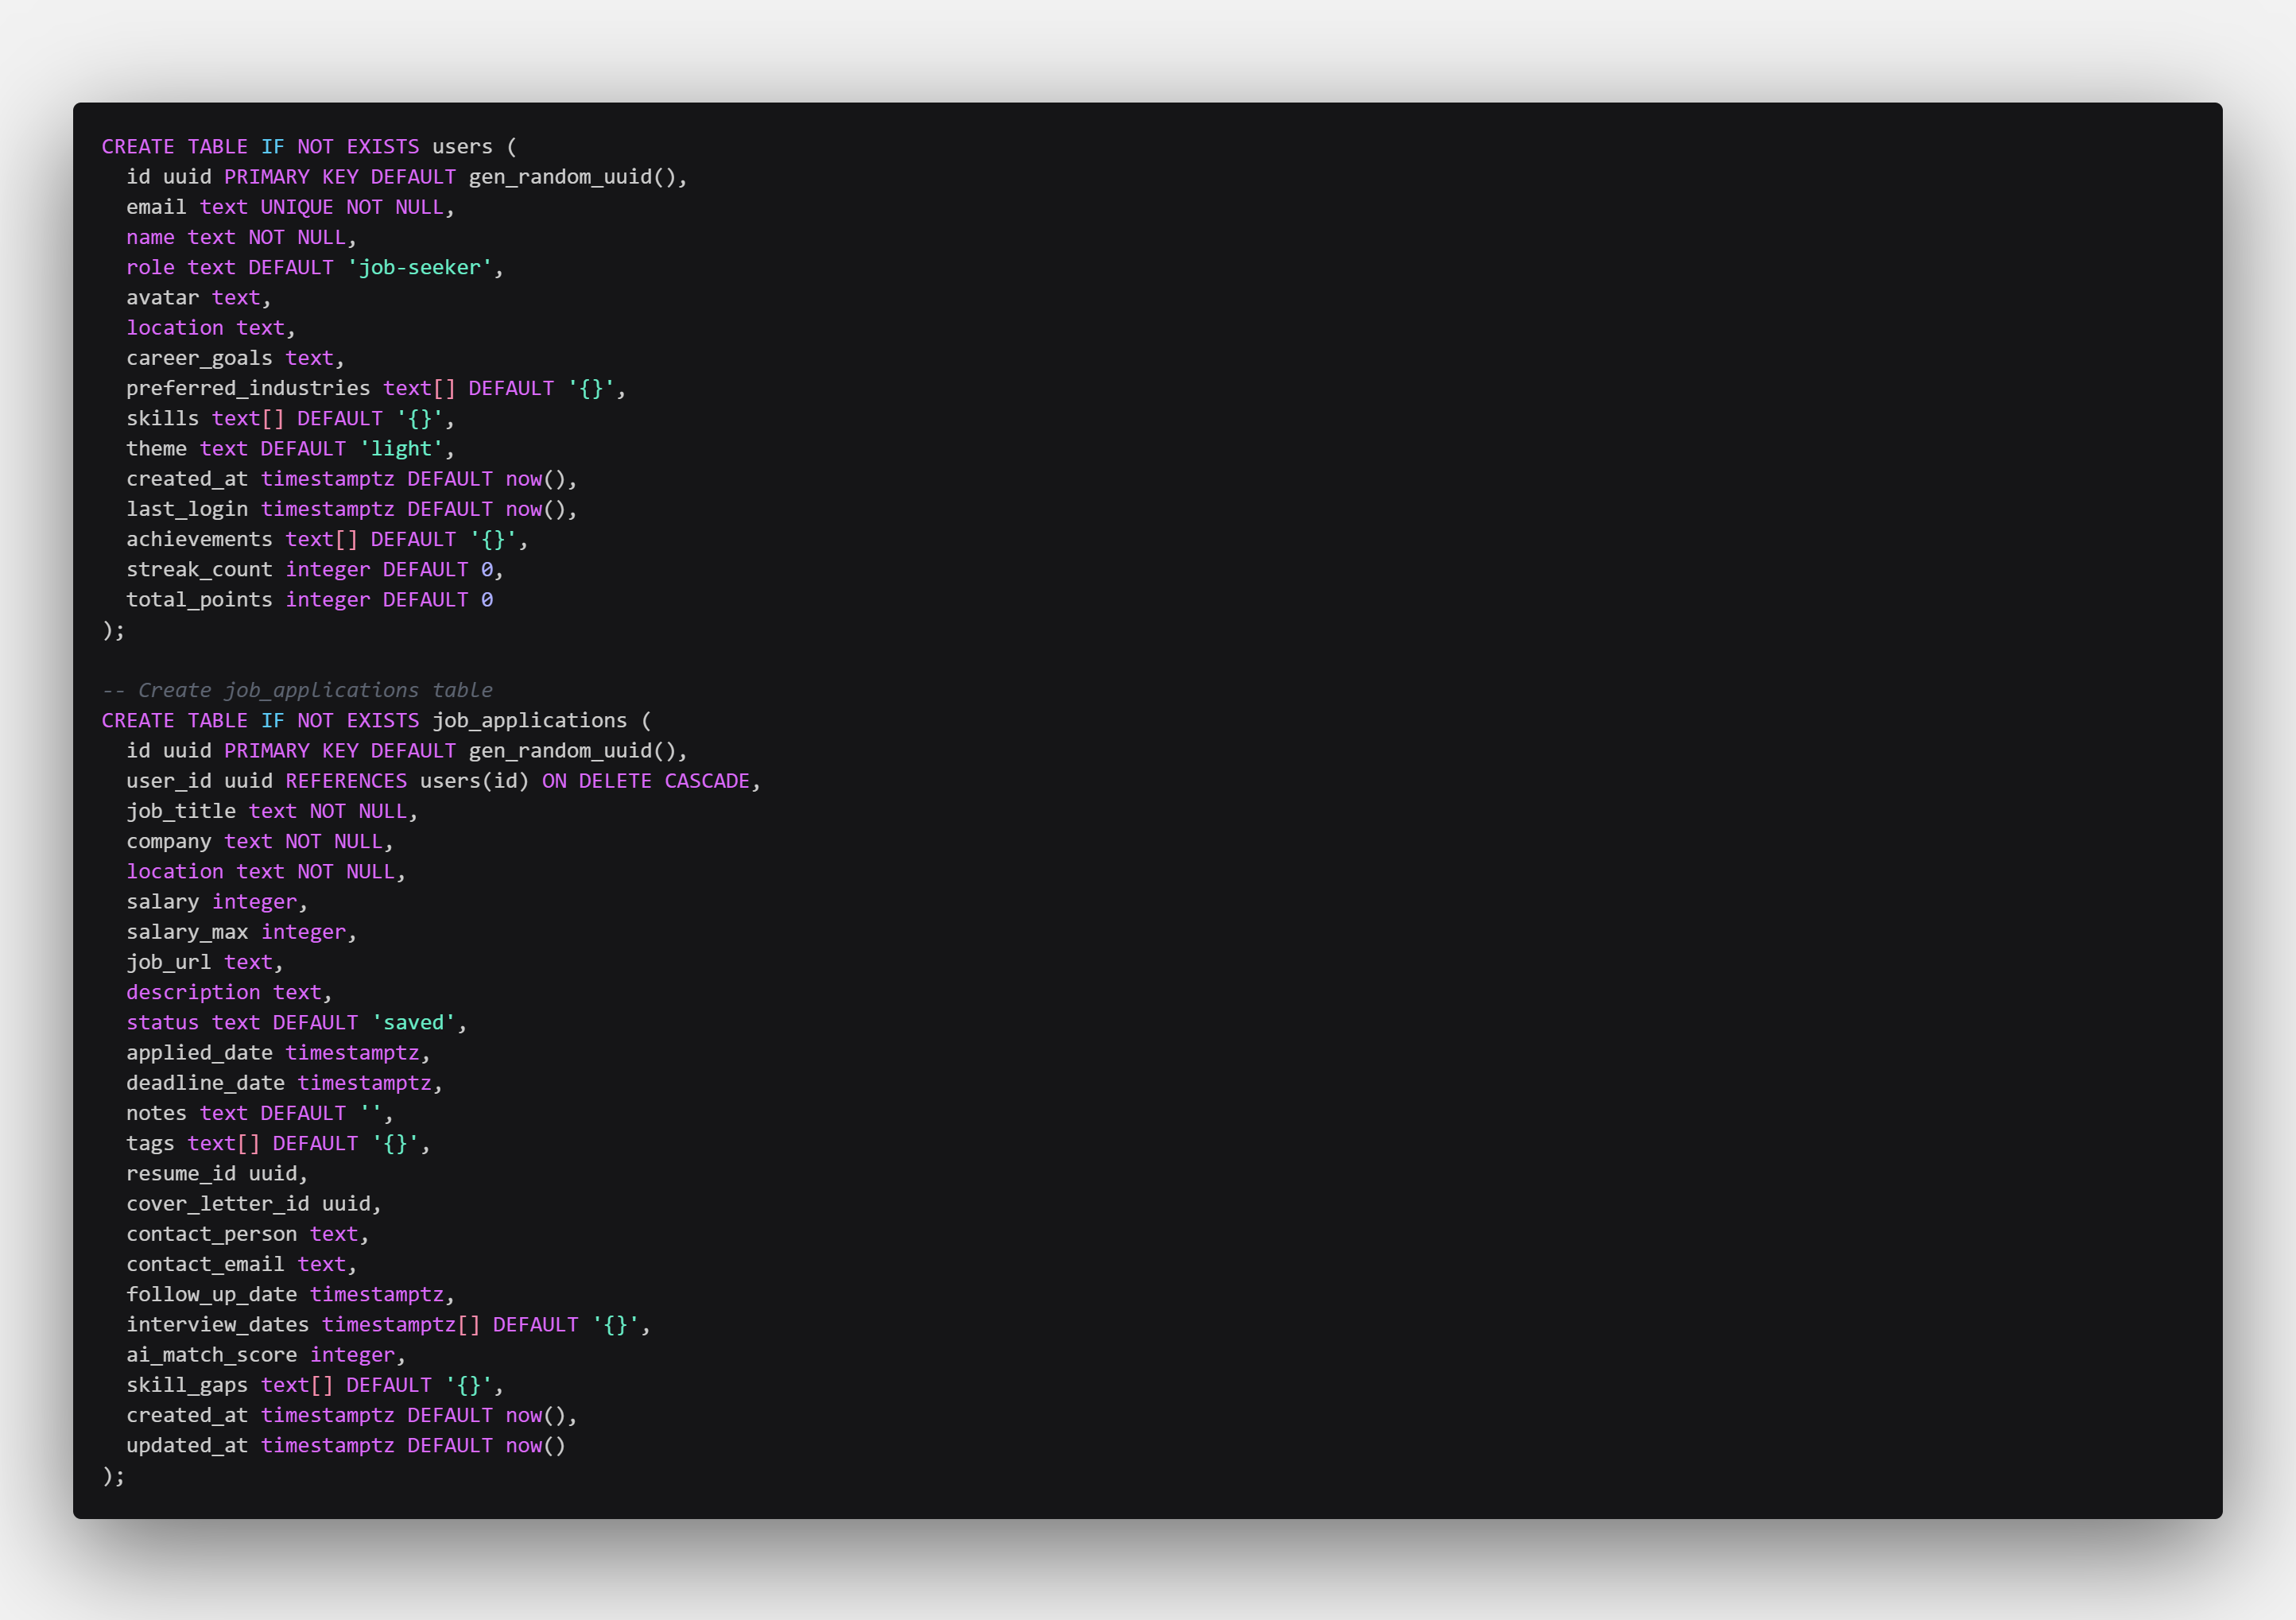 CREATE TABLE IF NOT EXISTS users (
  id uuid PRIMARY KEY DEFAULT gen_random_uuid(),
  email text UNIQUE NOT NULL,
  name text NOT NULL,
  role text DEFAULT 'job-seeker',
  avatar text,
  location text,
  career_goals text,
  preferred_industries text[] DEFAULT '{}',
  skills text[] DEFAULT '{}',
  theme text DEFAULT 'light',
  created_at timestamptz DEFAULT now(),
  last_login timestamptz DEFAULT now(),
  achievements text[] DEFAULT '{}',
  streak_count integer DEFAULT 0,
  total_points integer DEFAULT 0
);

-- Create job_applications table
CREATE TABLE IF NOT EXISTS job_applications (
  id uuid PRIMARY KEY DEFAULT gen_random_uuid(),
  user_id uuid REFERENCES users(id) ON DELETE CASCADE,
  job_title text NOT NULL,
  company text NOT NULL,
  location text NOT NULL,
  salary integer,
  salary_max integer,
  job_url text,
  description text,
  status text DEFAULT 'saved',
  applied_date timestamptz,
  deadline_date timestamptz,
  notes text DEFAULT '',
  tags text[] DEFAULT '{}',
  resume_id uuid,
  cover_letter_id uuid,
  contact_person text,
  contact_email text,
  follow_up_date timestamptz,
  interview_dates timestamptz[] DEFAULT '{}',
  ai_match_score integer,
  skill_gaps text[] DEFAULT '{}',
  created_at timestamptz DEFAULT now(),
  updated_at timestamptz DEFAULT now()
);